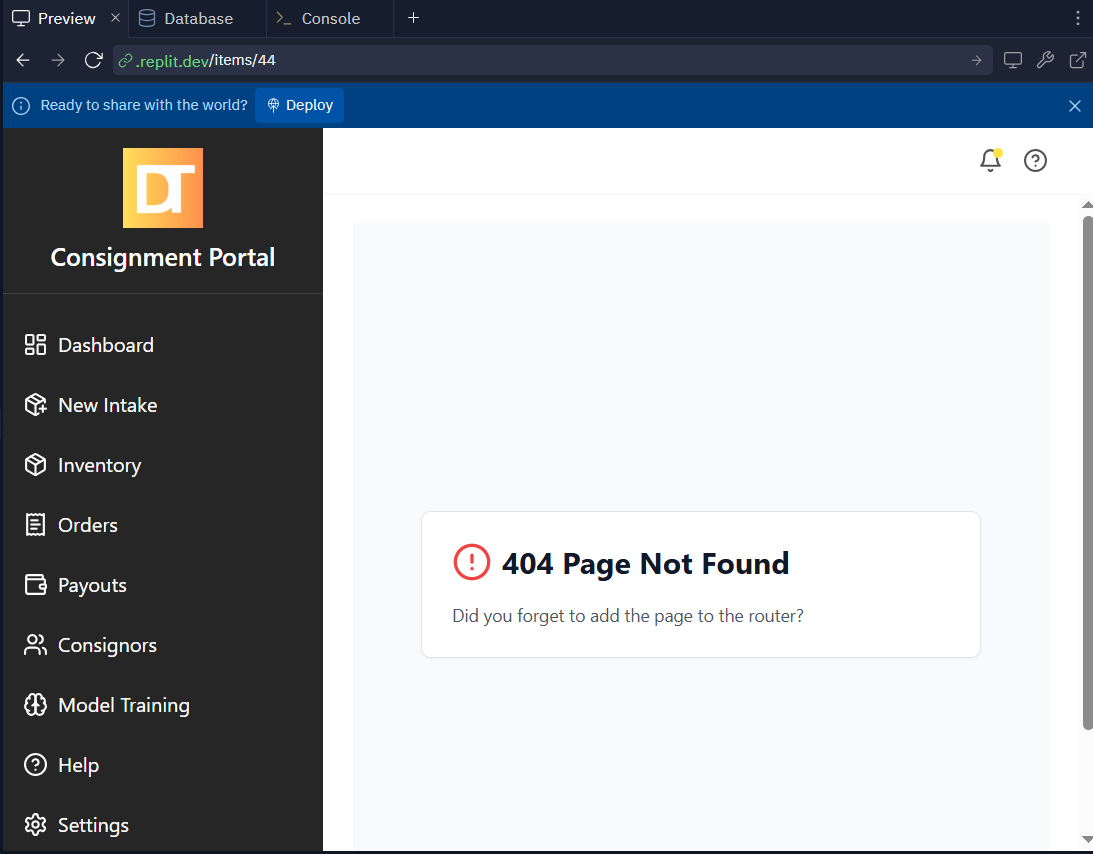 Preview
Database
Console
.replit.dev/items/44
Ready to share with the world?
Deploy
DT
Consignment Portal
Dashboard
New Intake
Inventory
Orders
Payouts
Consignors
Model Training
Help
Settings
404 Page Not Found
Did you forget to add the page to the router?